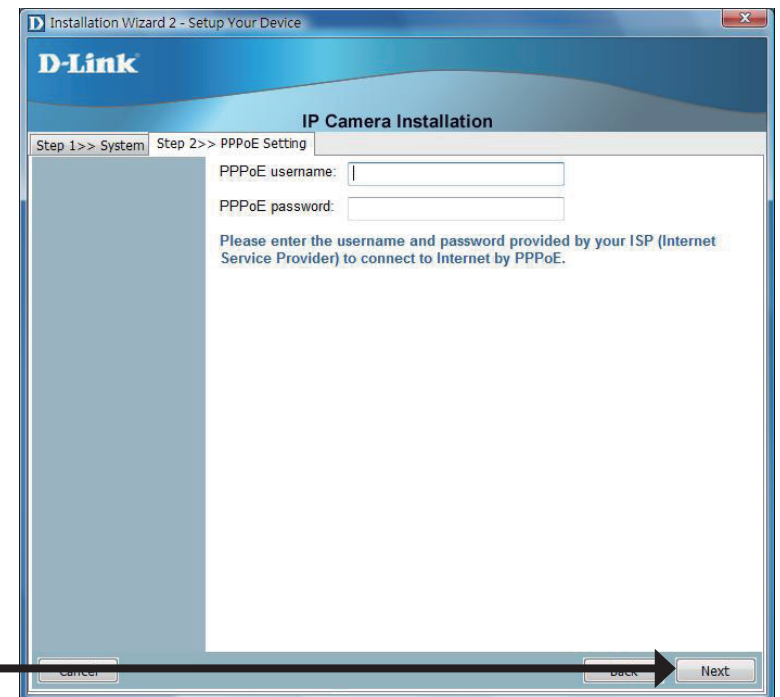 Installation Wizard 2 - Setup Your Device
D-Link
IP Camera Installation
Step 1>> System Step 2>> PPPoE Setting
PPPoE username:
PPPoE password:
Please enter the username and password provided by your ISP (Internet
Service Provider) to connect to Internet by PPPoE.
Cancel Back Next